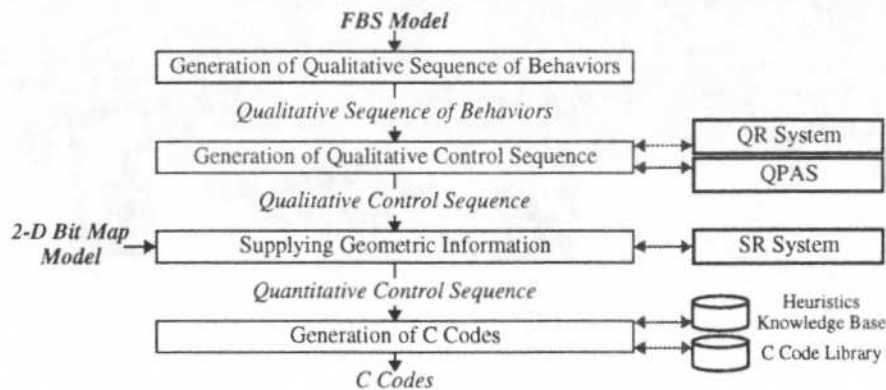 FBS Model
Generation of Qualitative Sequence of Behaviors
Qualitative Sequence of Behaviors
QR System
Generation of Qualitative Control Sequence
QPAS
Qualitative Control Sequence
2-D Bit Map
Model
Supplying Geometric Information
SR System
Quantitative Control Sequence
Heuristics
Knowledge Base
Generation of C Codes
C Code Library
C Codes